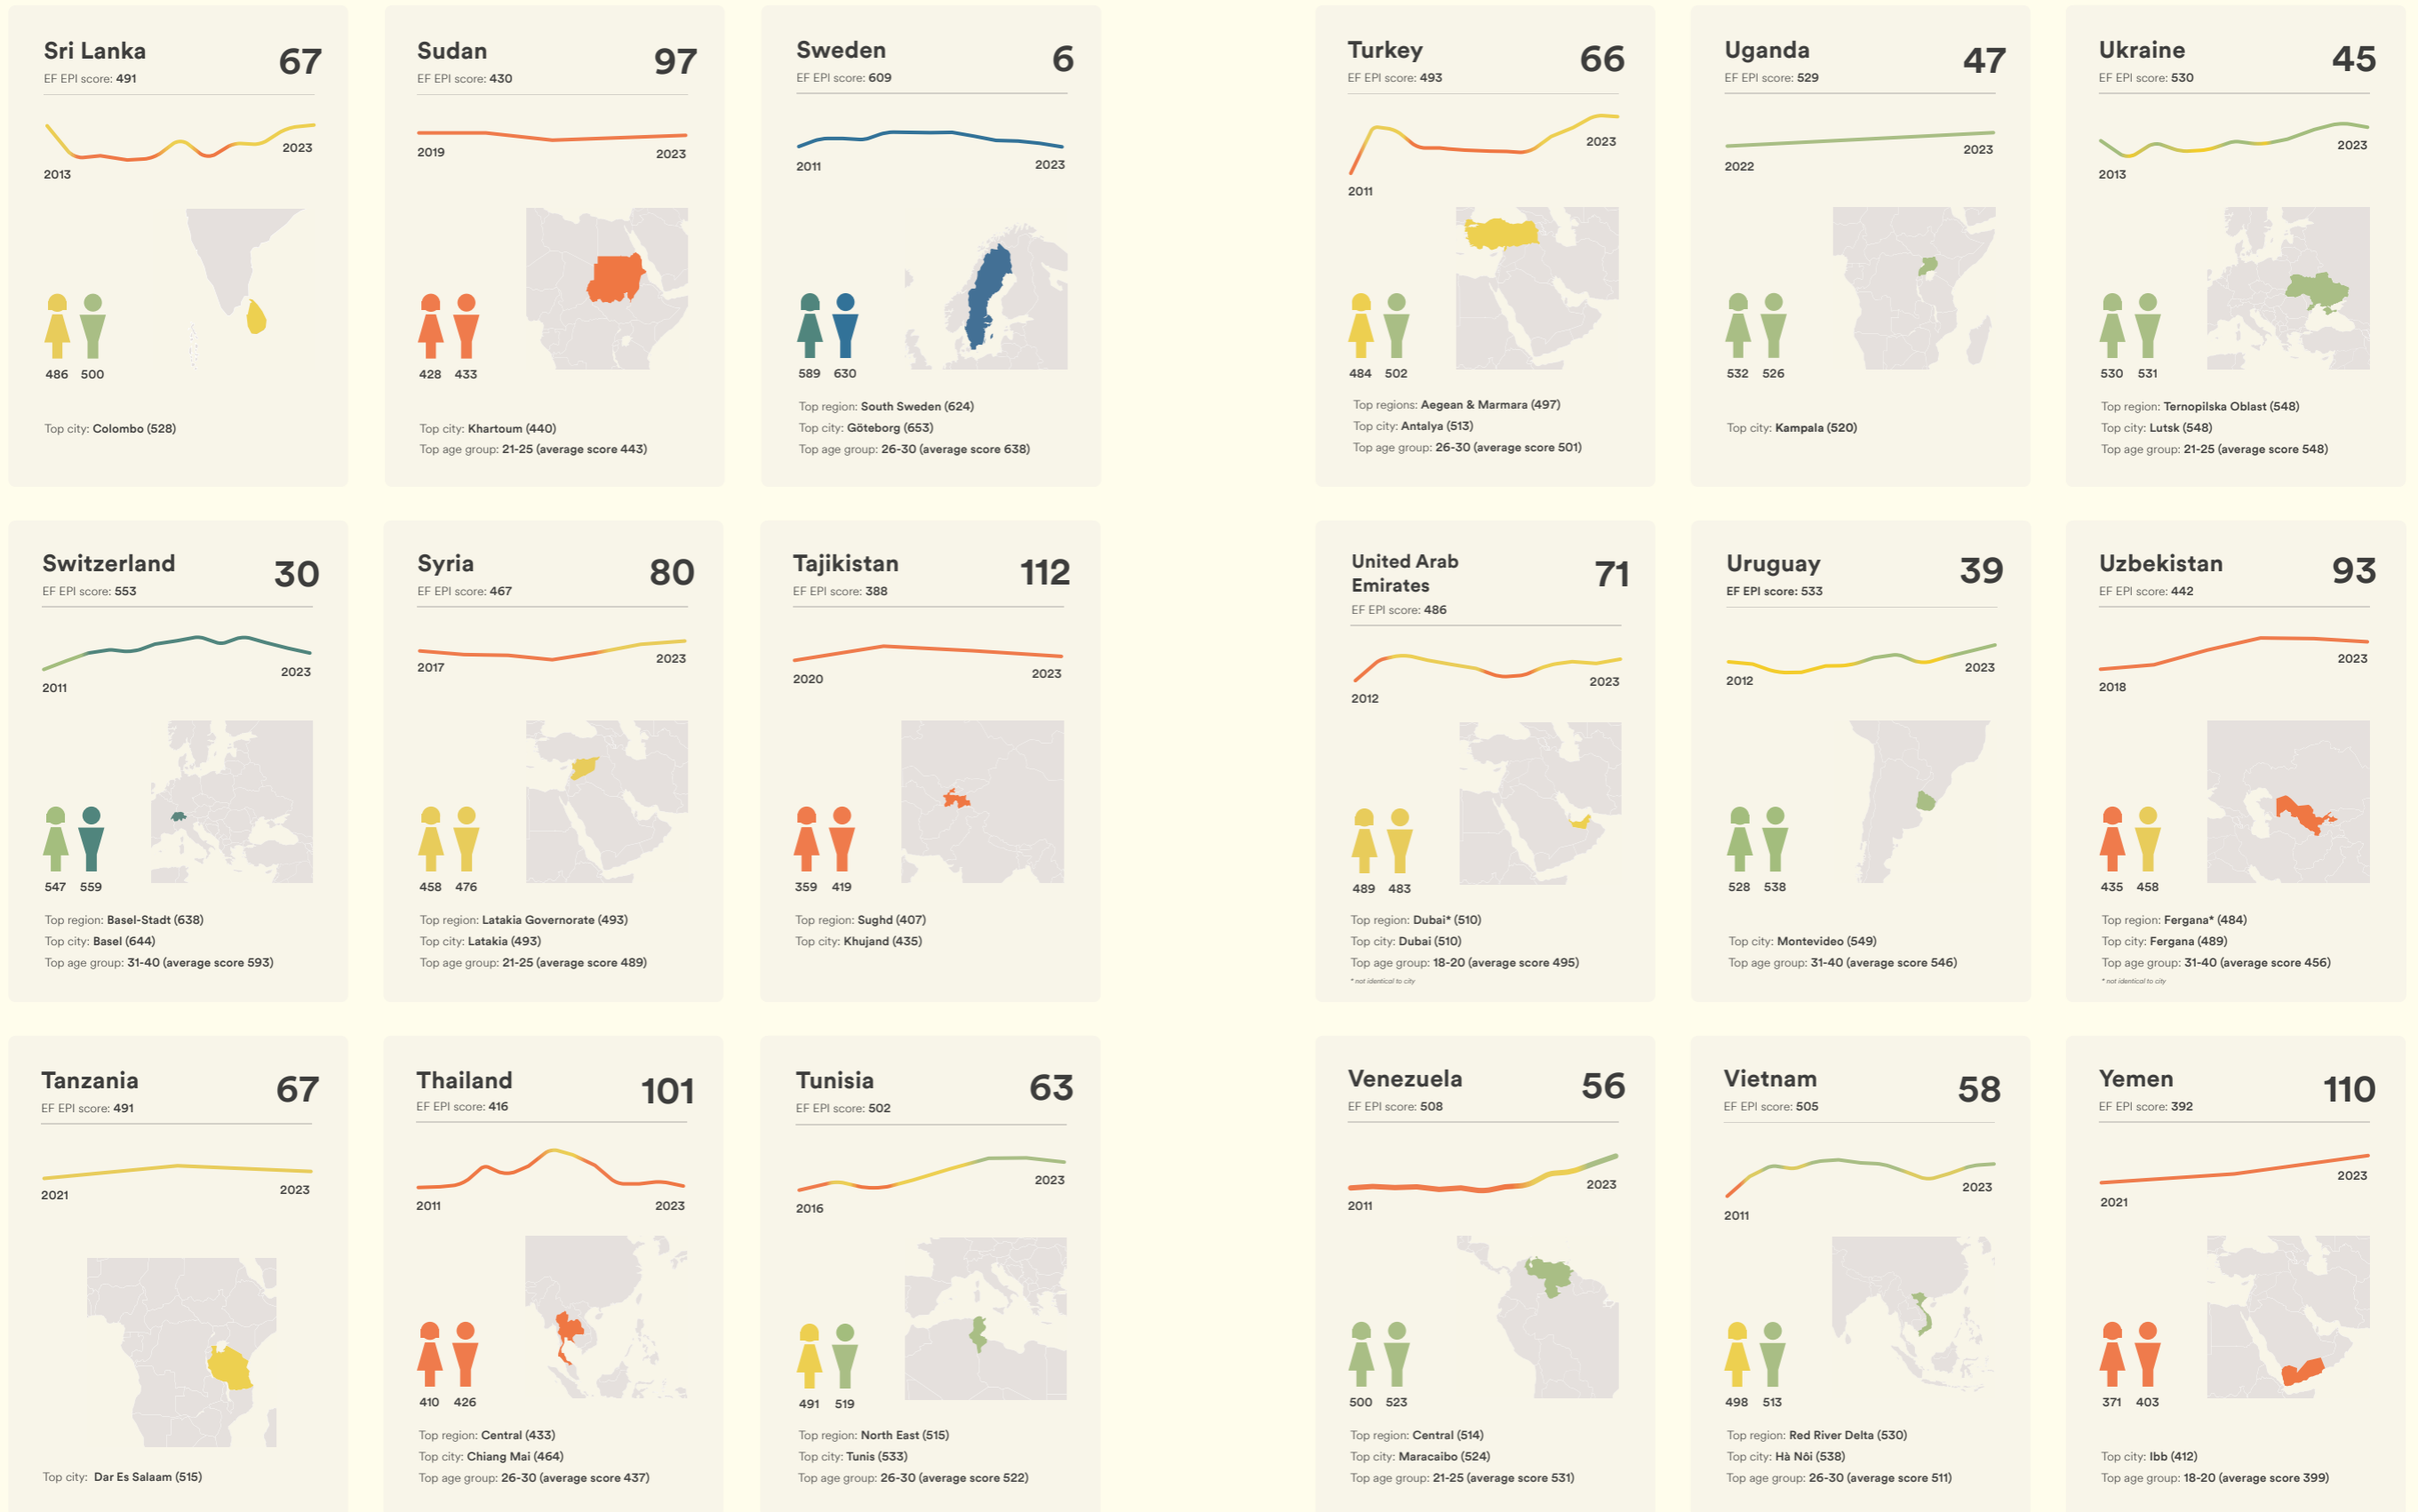 Sri Lanka
67
EF EPI score: 491
2013
2023
486 500
Top city: Colombo (528)
Sudan
97
EF EPI score: 430
2019
2023
428 433
Top city: Khartoum (440)
Top age group: 21-25 (average score 443)
Sweden
6
EF EPI score: 609
2011
2023
589 630
Top region: South Sweden (624)
Top city: Göteborg (653)
Top age group: 26-30 (average score 638)
Turkey
66
EF EPI score: 493
2023
2011
484 502
Top regions: Aegean & Marmara (497)
Top city: Antalya (513)
Top age group: 26-30 (average score 501)
Uganda
47
EF EPI score: 529
2023
2022
532 526
Top city: Kampala (520)
Ukraine
45
EF EPI score: 530
2023
2013
530 531
Top region: Ternopilska Oblast (548)
Top city: Lutsk (548)
Top age group: 21-25 (average score 548)
Switzerland
30
EF EPI score: 553
2023
2011
547 559
Top region: Basel-Stadt (638)
Top city: Basel (644)
Top age group: 31-40 (average score 593)
Syria
80
EF EPI score: 467
2017
2023
458 476
Top region: Latakia Governorate (493)
Top city: Latakia (493)
Top age group: 21-25 (average score 489)
Tajikistan
112
EF EPI score: 388
2020
2023
359 419
Top region: Sughd (407)
Top city: Khujand (435)
United Arab
Emirates
71
EF EPI score: 486
2023
2012
489 483
Top region: Dubai* (510)
Top city: Dubai (510)
Top age group: 18-20 (average score 495)
* not identical to city
Uruguay
39
EF EPI score: 533
2023
2012
528 538
Top city: Montevideo (549)
Top age group: 31-40 (average score 546)
Uzbekistan
93
EF EPI score: 442
2023
2018
435 458
Top region: Fergana* (484)
Top city: Fergana (489)
Top age group: 31-40 (average score 456)
* not identical to city
Tanzania
67
EF EPI score: 491
2021
2023
Top city: Dar Es Salaam (515)
Thailand
101
EF EPI score: 416
2011
2023
410 426
Top region: Central (433)
Top city: Chiang Mai (464)
Top age group: 26-30 (average score 437)
Tunisia
63
EF EPI score: 502
2023
2016
491 519
Top region: North East (515)
Top city: Tunis (533)
Top age group: 26-30 (average score 522)
Venezuela
56
EF EPI score: 508
2023
2011
500 523
Top region: Central (514)
Top city: Maracaibo (524)
Top age group: 21-25 (average score 531)
Vietnam
58
EF EPI score: 505
2023
2011
498 513
Top region: Red River Delta (530)
Top city: Hà Nôi (538)
Top age group: 26-30 (average score 511)
Yemen
110
EF EPI score: 392
2023
2021
371 403
Top city: Ibb (412)
Top age group: 18-20 (average score 399)